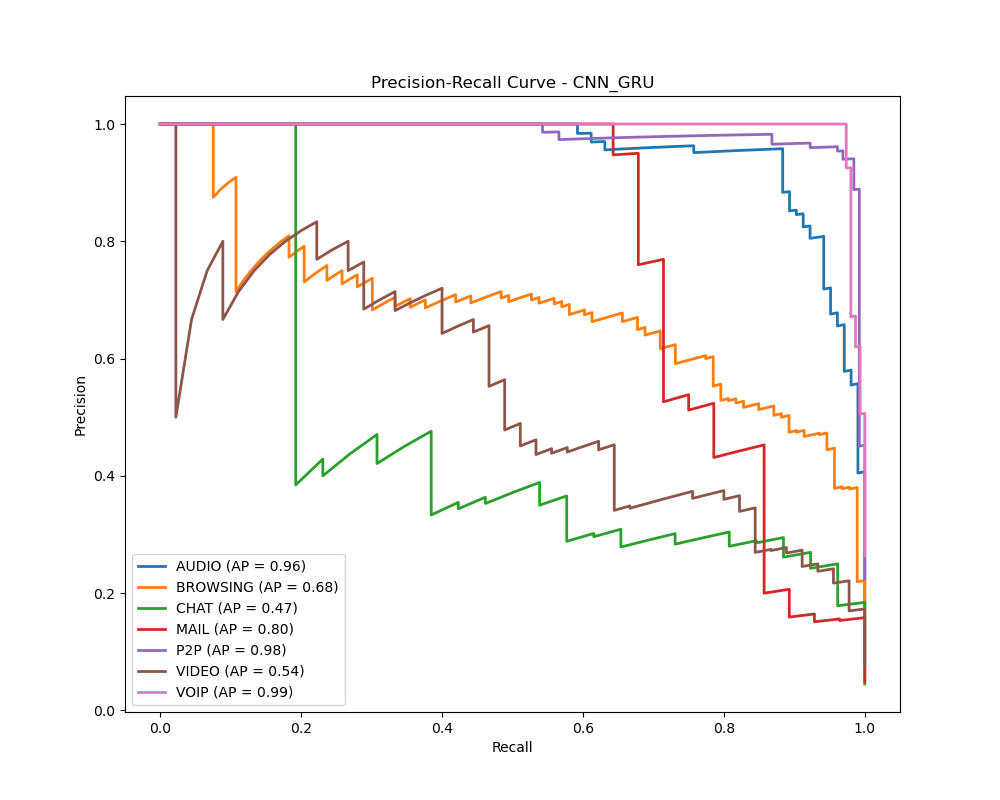 Precision-Recall Curve - CNN_GRU
Precision
1.0
0.8
0.6
0.4
0.2
0.0
AUDIO (AP = 0.96)
BROWSING (AP = 0.68)
CHAT (AP = 0.47)
MAIL (AP = 0.80)
P2P (AP = 0.98)
VIDEO (AP = 0.54)
VOIP (AP = 0.99)
0.0 0.2 0.4 0.6 0.8 1.0
Recall